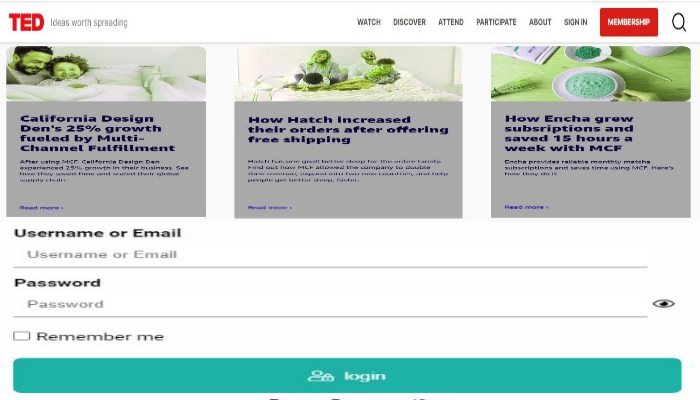 TED Ideas worth spreading
WATCH DISCOVER ATTEND PARTICIPATE ABOUT SIGN IN MEMBERSHIP
California Design
Den's 25% growth
fueled by Multi-
Channel Fulfillment
After using MCF, California Design Den
experienced 25% growth in their business. See
how they saved time and scaled their global
supply chain.
Read more ›
How Hatch increased
their orders after offering
free shipping
Hatch has one goal: better sleep for the entire family.
Find out how MCF allowed the company to double
their revenue, expand into two new countries, and help
people get better sleep, faster.
Read more ›
How Encha grew
subsriptions and
saved 15 hours a
week with MCF
Encha provides reliable monthly matcha
subscriptions and saves time using MCF. Here's
how they do it.
Read more ›
Username or Email
Username or Email
Password
Password
Remember me
login